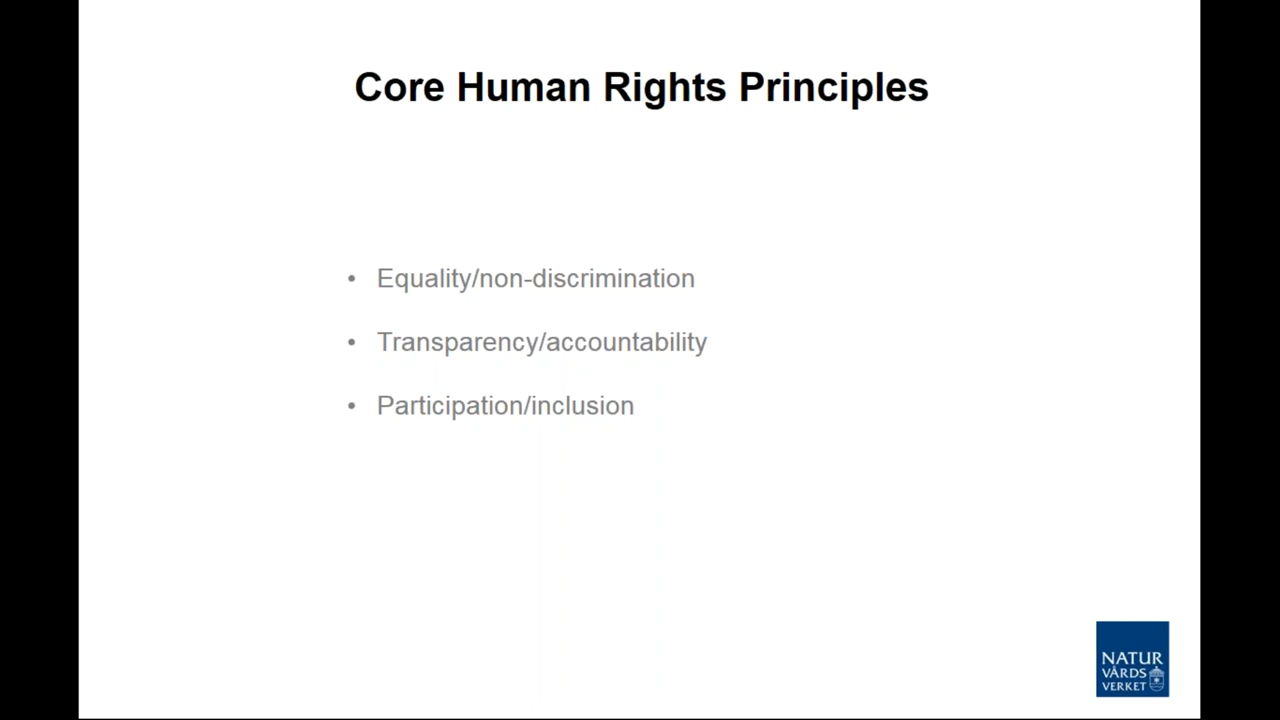 Core Human Rights Principles
• Equality/non-discrimination
• Transparency/accountability
• Participation/inclusion
NATUR
VÅRDS
VERKET